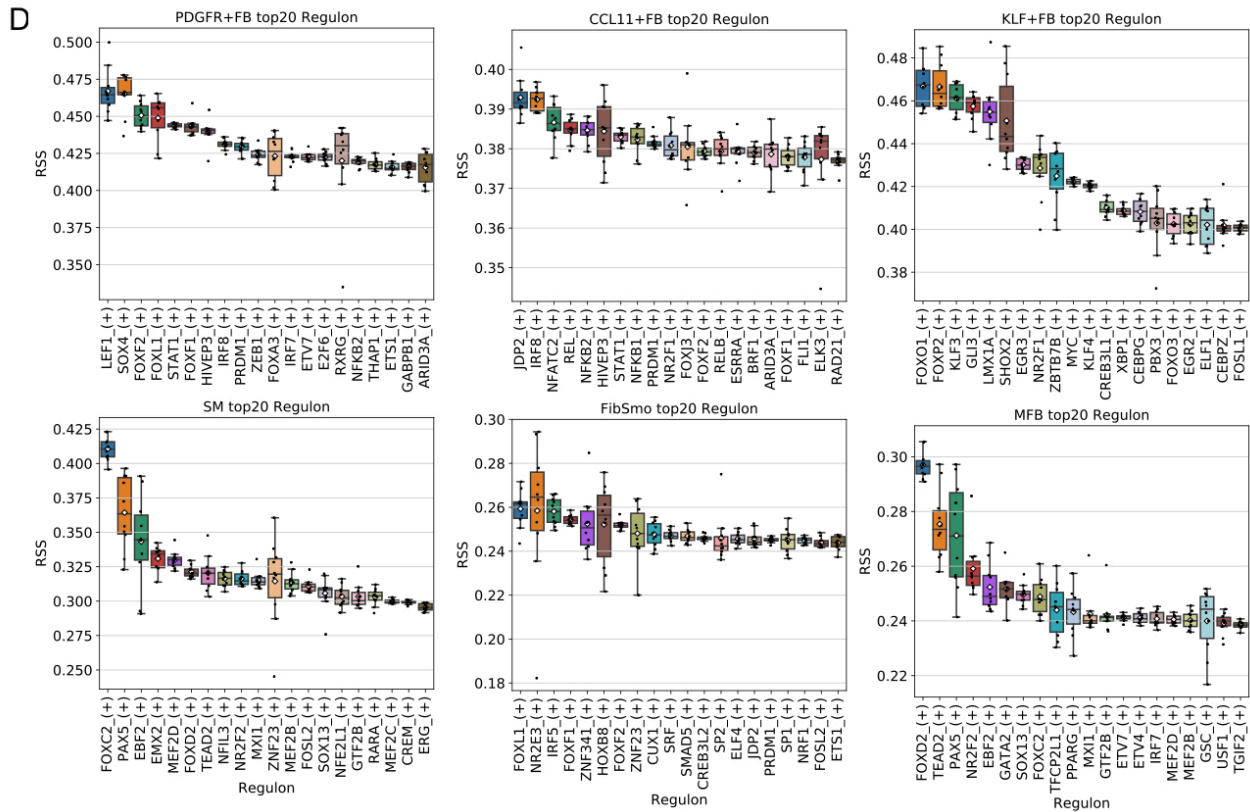 D
PDGFR+FB top20 Regulon
RSS
0.500
0.475
0.450
0.425
0.400
0.375
0.350
LEF1_(+)
SOX4_(+)
FOXF2_(+)
FOXL1_(+)
STAT1_(+)
FOXF1_(+)
HIVEP3_(+)
IRF8_(+)
PRDM1_(+)
ZEB1_(+)
FOXA3_(+)
IRF7_(+)
ETV7_(+)
E2F6_(+)
RXRG_(+)
NFKB2_(+)
THAP1_(+)
ETS1_(+)
GABPB1_(+)
ARID3A_(+)
CCL11+FB top20 Regulon
RSS
0.40
0.39
0.38
0.37
0.36
0.35
JDP2_(+)
IRF8_(+)
NFATC2_(+)
REL_(+)
NFKB2_(+)
HIVEP3_(+)
STAT1_(+)
NFKB1_(+)
PRDM1_(+)
NR2F1_(+)
FOXJ3_(+)
FOXF2_(+)
RELB_(+)
ESRRA_(+)
BRF1_(+)
ARID3A_(+)
FOXF1_(+)
FLI1_(+)
ELK3_(+)
RAD21_(+)
KLF+FB top20 Regulon
RSS
0.48
0.46
0.44
0.42
0.40
0.38
FOXO1_(+)
FOXP2_(+)
KLF3_(+)
GLI3_(+)
LMX1A_(+)
SHOX2_(+)
EGR3_(+)
NR2F1_(+)
ZBTB7B_(+)
MYC_(+)
KLF4_(+)
CREB3L1_(+)
XBP1_(+)
CEBPG_(+)
PBX3_(+)
FOXO3_(+)
EGR2_(+)
ELF1_(+)
CEBPZ_(+)
FOSL1_(+)
SM top20 Regulon
RSS
0.425
0.400
0.375
0.350
0.325
0.300
0.275
0.250
FOXC2_(+)
PAX5_(+)
EBF2_(+)
EMX2_(+)
MEF2D_(+)
FOXD2_(+)
TEAD2_(+)
NFIL3_(+)
NR2F2_(+)
MXI1_(+)
ZNF23_(+)
MEF2B_(+)
FOSL2_(+)
SOX13_(+)
NFE2L1_(+)
GTF2B_(+)
RARA_(+)
MEF2C_(+)
CREM_(+)
ERG_(+)
Regulon
FibSmo top20 Regulon
RSS
0.30
0.28
0.26
0.24
0.22
0.20
0.18
FOXL1_(+)
NR2E3_(+)
IRF5_(+)
FOXF1_(+)
ZNF341_(+)
HOXB8_(+)
FOXF2_(+)
ZNF23_(+)
CUX1_(+)
SRF_(+)
SMAD5_(+)
CREB3L2_(+)
SP2_(+)
ELF4_(+)
JDP2_(+)
PRDM1_(+)
SP1_(+)
NRF1_(+)
FOSL2_(+)
ETS1_(+)
Regulon
MFB top20 Regulon
RSS
0.30
0.28
0.26
0.24
0.22
FOXD2_(+)
TEAD2_(+)
PAX5_(+)
NR2F2_(+)
EBF2_(+)
GATA2_(+)
SOX13_(+)
FOXC2_(+)
TFCP2L1_(+)
PPARG_(+)
MXI1_(+)
GTF2B_(+)
ETV7_(+)
ETV4_(+)
IRF7_(+)
MEF2D_(+)
MEF2B_(+)
GSC_(+)
USF1_(+)
TGIF2_(+)
Regulon